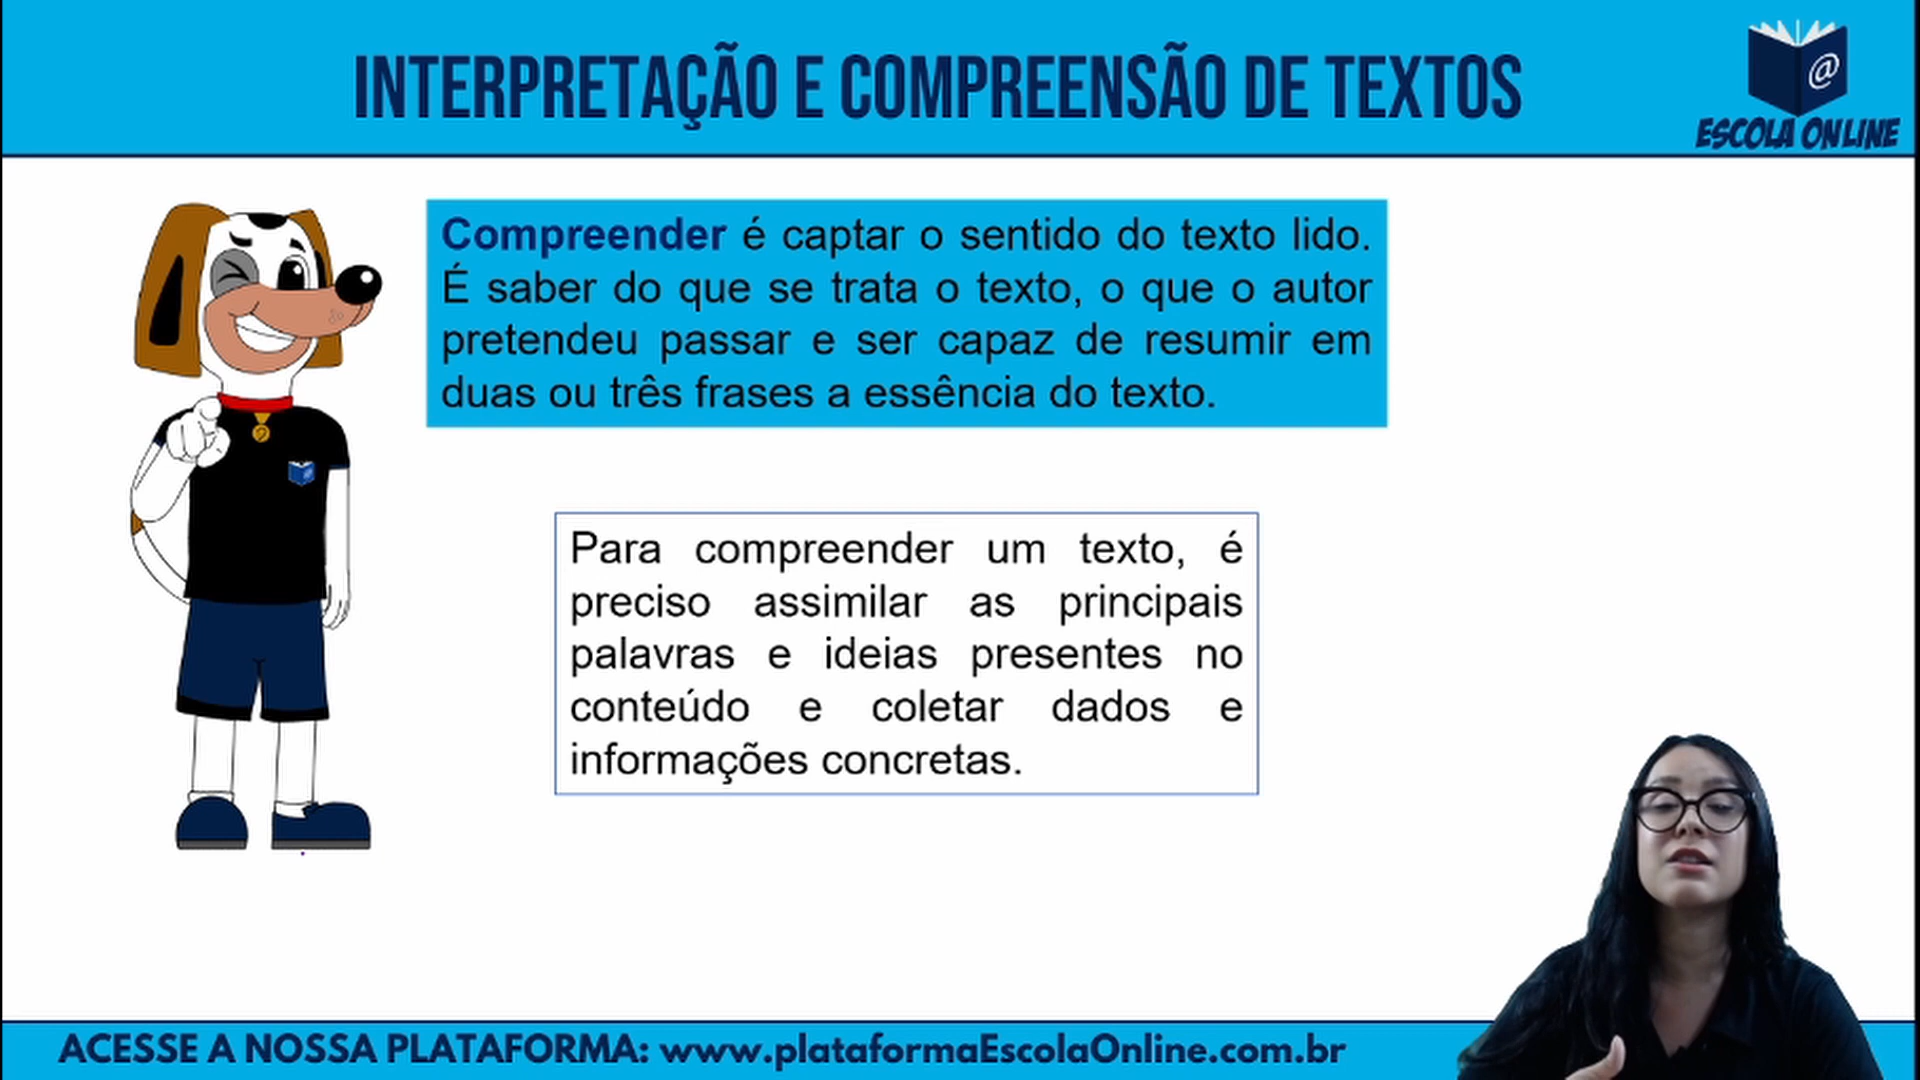 INTERPRETAÇÃO E COMPREENSÃO DE TEXTOS
@
ESCOLA ONLINE
Compreender é captar o sentido do texto lido.
É saber do que se trata o texto, o que o autor
pretendeu passar e ser capaz de resumir em
duas ou três frases a essência do texto.
Para compreender um texto, é
preciso assimilar as principais
palavras e ideias presentes no
conteúdo e coletar dados e
informações concretas.
ACESSE A NOSSA PLATAFORMA: www.plataformaEscolaOnline.com.br